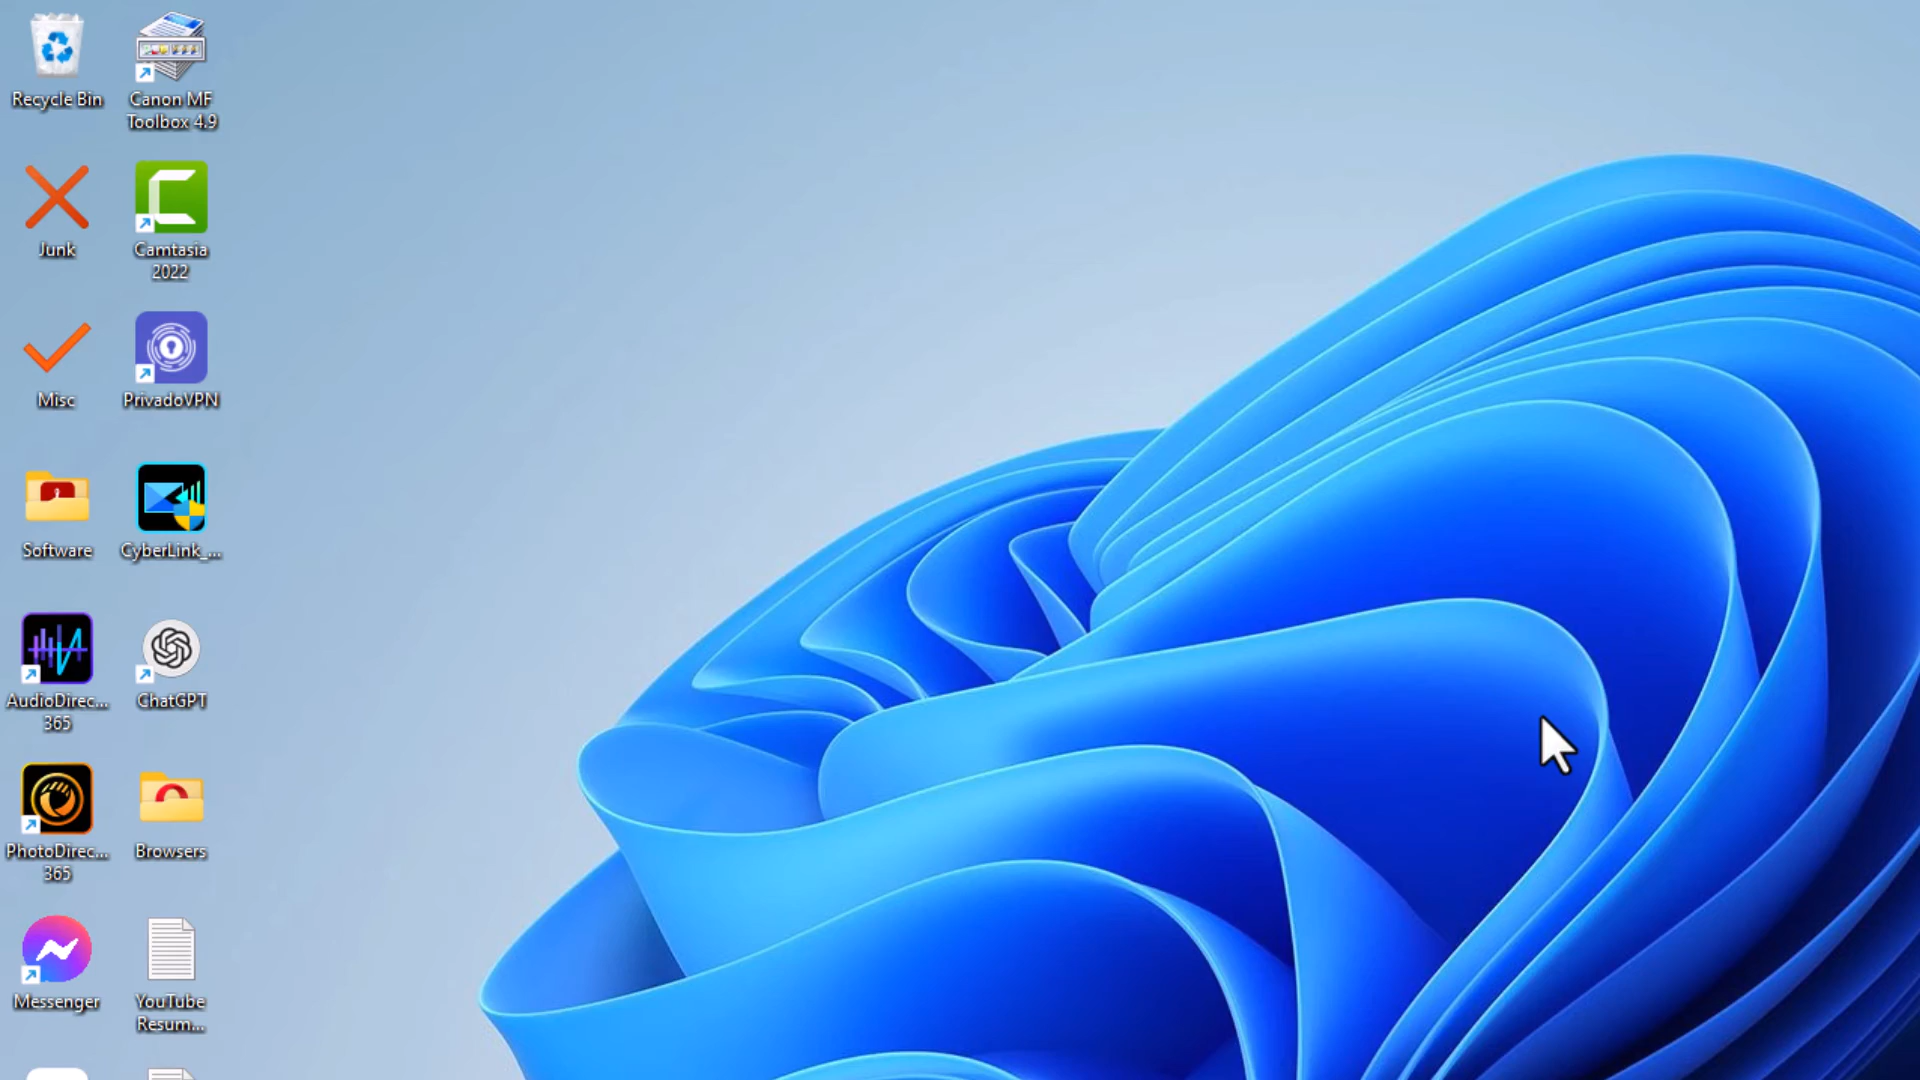 Recycle Bin
Canon MF
Toolbox 4.9
Junk
Camtasia
2022
Misc
PrivadoVPN
Software
CyberLink_...
AudioDirec...
365
ChatGPT
PhotoDirec...
365
Browsers
Messenger
YouTube
Resum...